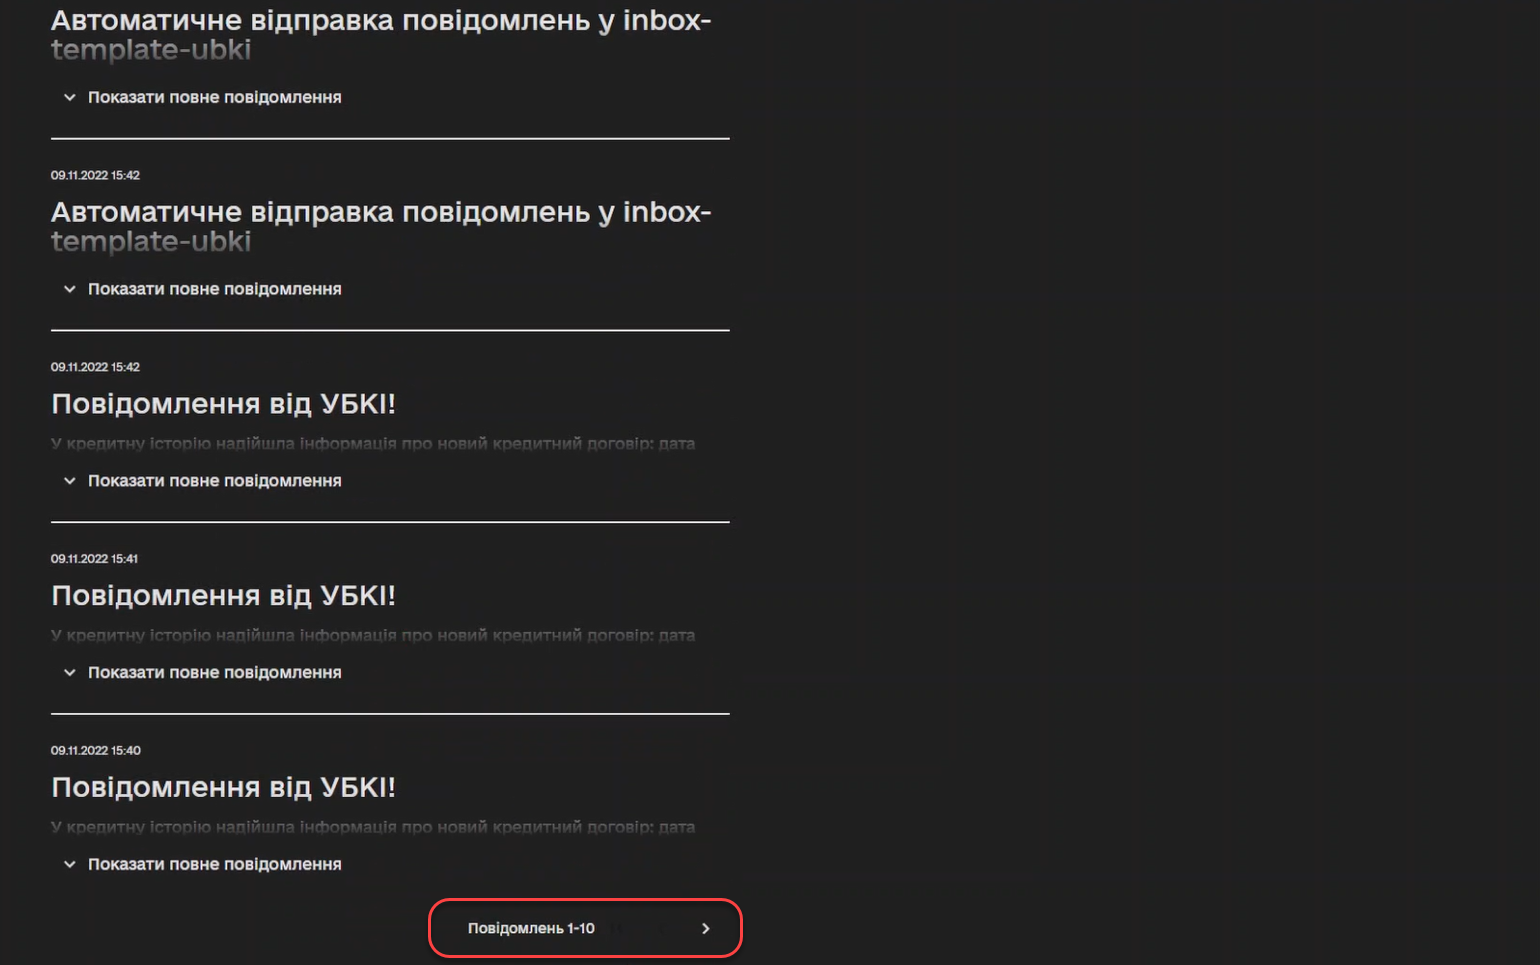 Автоматичне відправка повідомлень у inbox-
template-ubki
Показати повне повідомлення
09.11.2022 15:42
Автоматичне відправка повідомлень у inbox-
template-ubki
Показати повне повідомлення
09.11.2022 15:42
Повідомлення від УБКІ!
У кредитну історію надійшла інформація про новий кредитний договір: дата
Показати повне повідомлення
09.11.2022 15:41
Повідомлення від УБКІ!
У кредитну історію надійшла інформація про новий кредитний договір: дата
Показати повне повідомлення
09.11.2022 15:40
Повідомлення від УБКІ!
У кредитну історію надійшла інформація про новий кредитний договір: дата
Показати повне повідомлення
Повідомлень 1-10